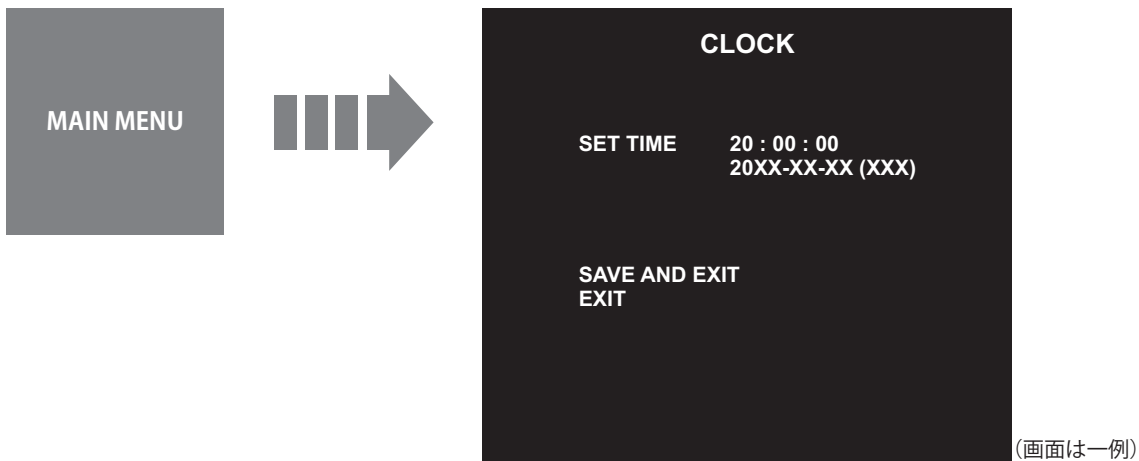 MAIN MENU
CLOCK
SET TIME 20 : 00 : 00
20XX-XX-XX (XXX)
SAVE AND EXIT
EXIT
(画面は一例)